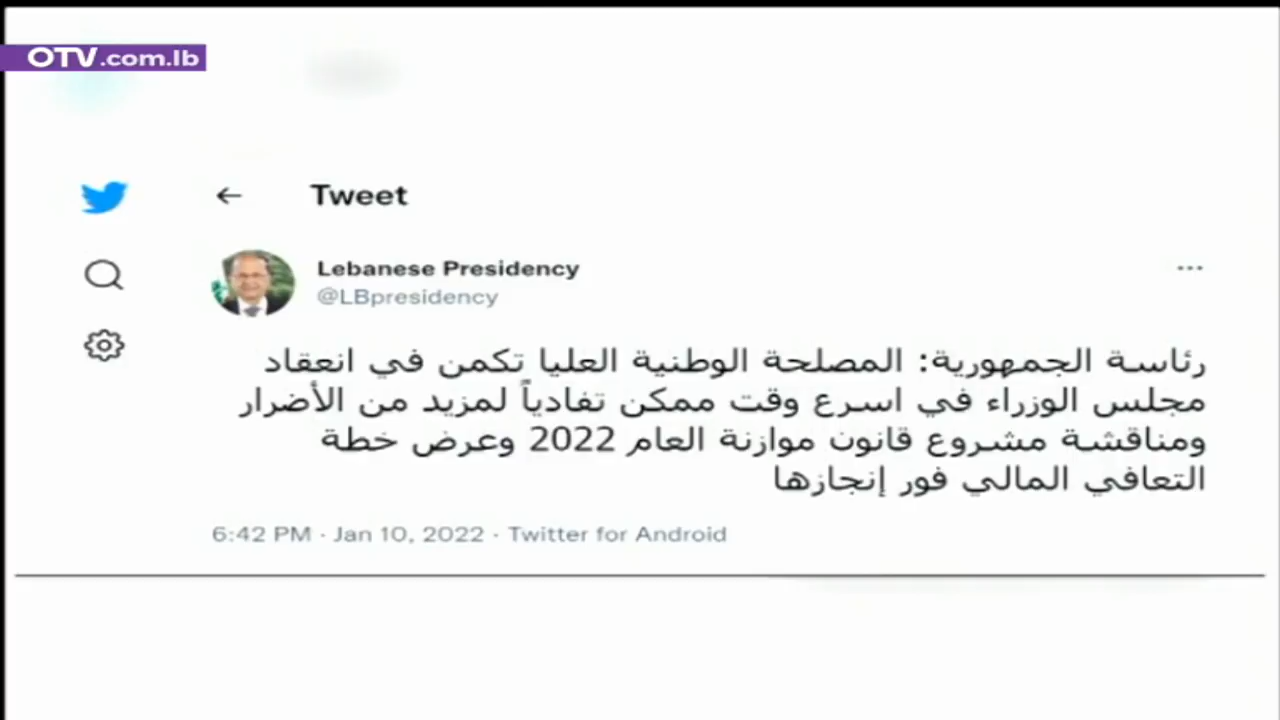 OTV.com.lb
Tweet
Lebanese Presidency
@LBpresidency
رئاسة الجمهورية: المصلحة الوطنية العليا تكمن في انعقاد
مجلس الوزراء في اسرع وقت ممكن تفادياً لمزيد من الأضرار
ومناقشة مشروع قانون موازنة العام 2022 وعرض خطة
التعافي المالي فور إنجازها
6:42 PM · Jan 10, 2022 · Twitter for Android